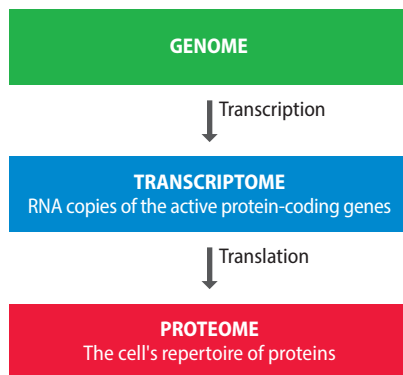 GENOME
Transcription
TRANSCRIPTOME
RNA copies of the active protein-coding genes
Translation
PROTEOME
The cell's repertoire of proteins